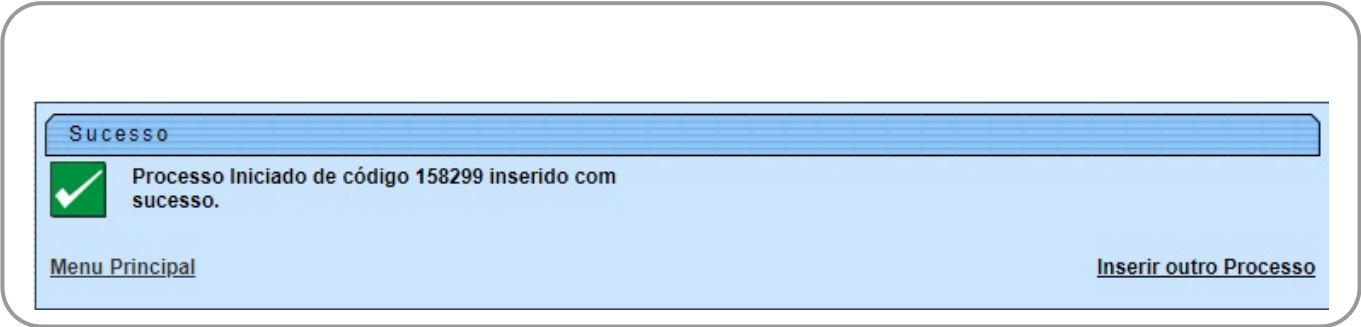 Sucesso
Processo Iniciado de código 158299 inserido com
sucesso.
Menu Principal
Inserir outro Processo